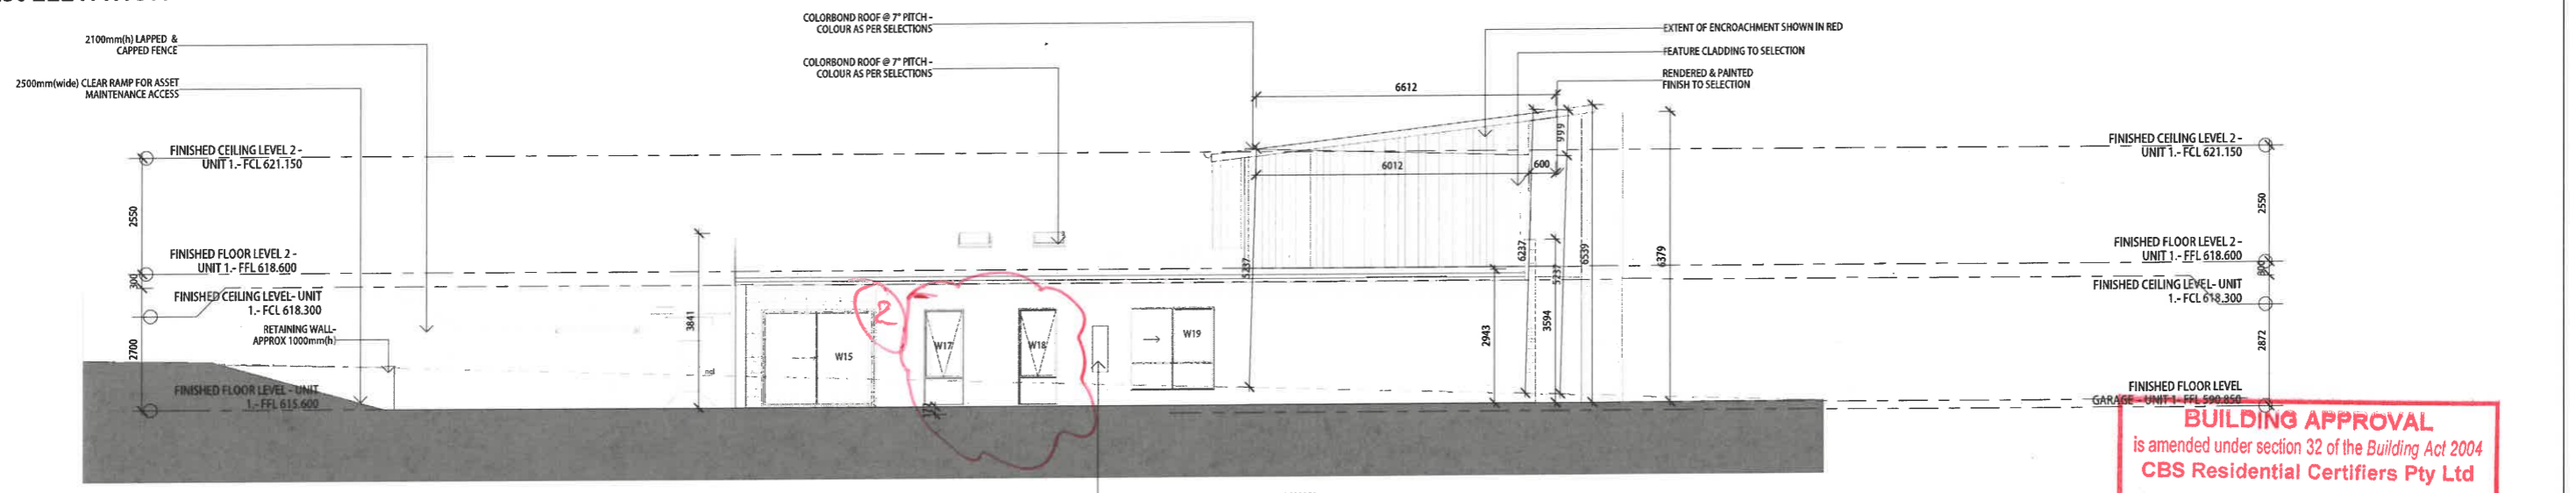 COLORBOND ROOF @ 7° PITCH -
COLOUR AS PER SELECTIONS
2100mm(h) LAPPED &
CAPPED FENCE
COLORBOND ROOF @ 7° PITCH -
COLOUR AS PER SELECTIONS
2500mm(wide) CLEAR RAMP FOR ASSET
MAINTENANCE ACCESS
EXTENT OF ENCROACHMENT SHOWN IN RED
FEATURE CLADDING TO SELECTION
RENDERED & PAINTED
FINISH TO SELECTION
6612
999
6012
600
FINISHED CEILING LEVEL 2 -
UNIT 1.- FCL 621.150
2550
FINISHED FLOOR LEVEL 2 -
UNIT 1.- FFL 618.600
300
FINISHED CEILING LEVEL- UNIT
1.- FCL 618.300
RETAINING WALL-
APPROX 1000mm(h)
2700
FINISHED FLOOR LEVEL - UNIT
1.- FFL 615.600
3841
ngl
W15
2
W17
W18
W19
5237
6237
5237
6539
6379
2943
3594
FINISHED CEILING LEVEL 2 -
UNIT 1.- FCL 621.150
2550
FINISHED FLOOR LEVEL 2 -
UNIT 1.- FFL 618.600
300
FINISHED CEILING LEVEL- UNIT
1.- FCL 618.300
2872
FINISHED FLOOR LEVEL
GARAGE - UNIT 1- FFL 590.850
BUILDING APPROVAL
is amended under section 32 of the Building Act 2004
CBS Residential Certifiers Pty Ltd